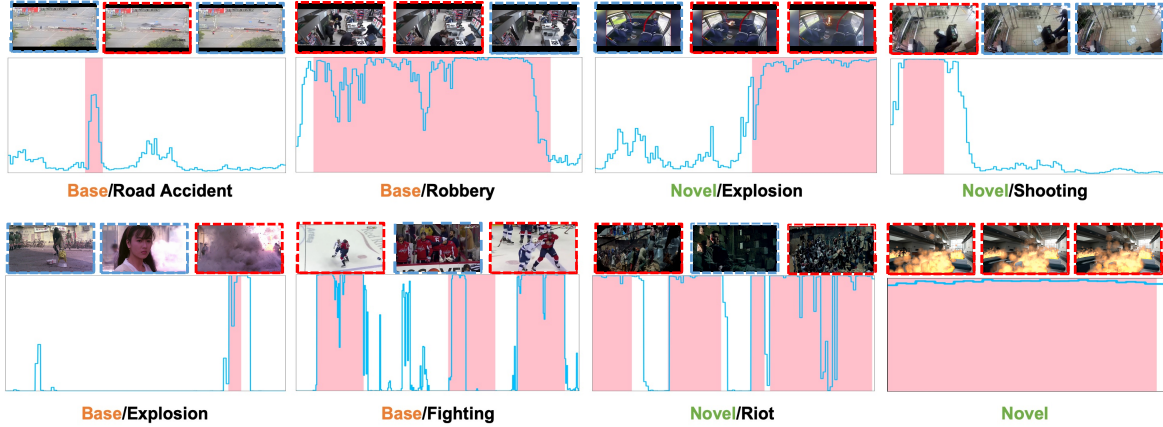 Base/Road Accident
Base/Robbery
Novel/Explosion
Novel/Shooting
Base/Explosion
Base/Fighting
Novel/Riot
Novel